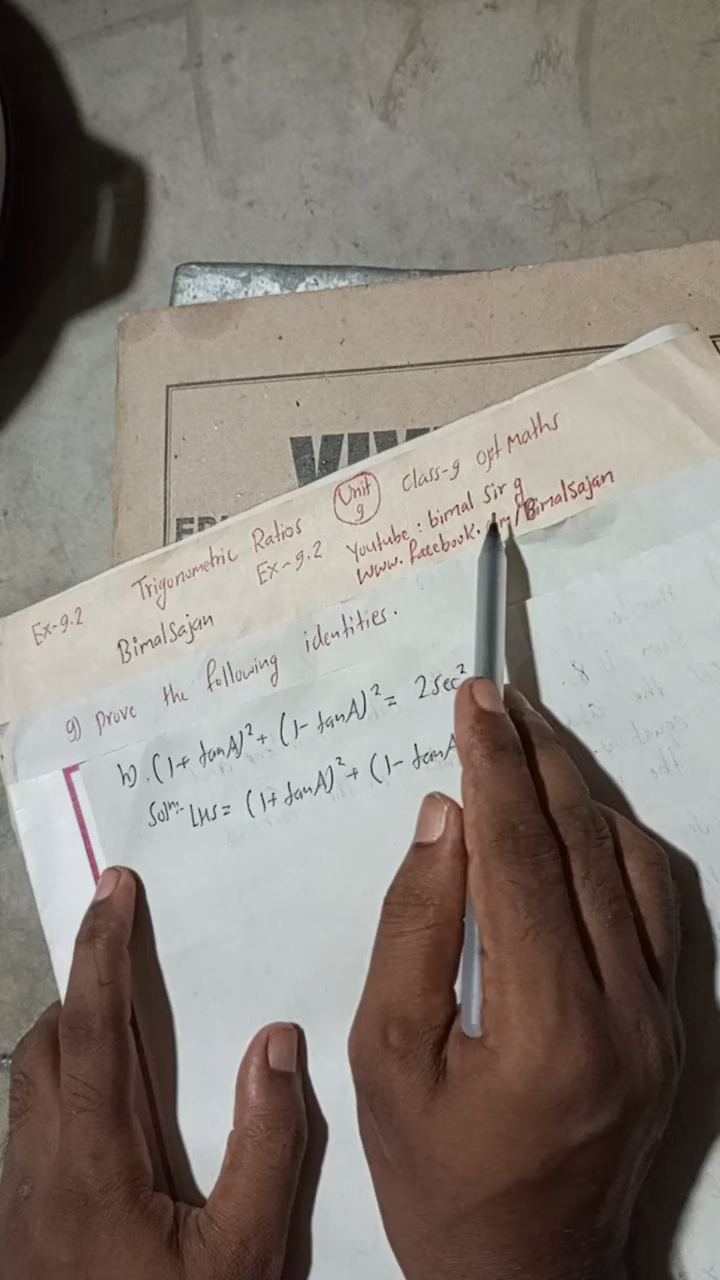 Ex-9.2 Trigonometric Ratios Unit 9 Class-9 opt Maths
Ex-9.2 Youtube: bimal Sir 9
BimalSajan www.facebook. /BimalSajan
9) Prove the following identities.
h). (1+ tanA)² + (1- tanA)² = 2sec²
Solⁿ:- LHS = (1+ tanA)² + (1- tanA